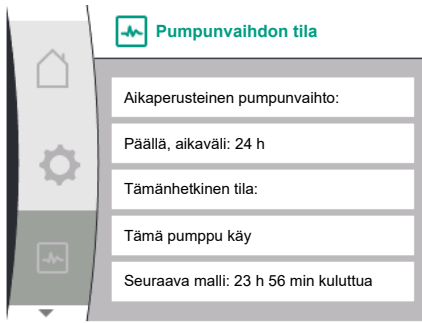 Pumpunvaihdon tila
Aikaperusteinen pumpunvaihto:
Päällä, aikaväli: 24 h
Tämänhetkinen tila:
Tämä pumppu käy
Seuraava malli: 23 h 56 min kuluttua